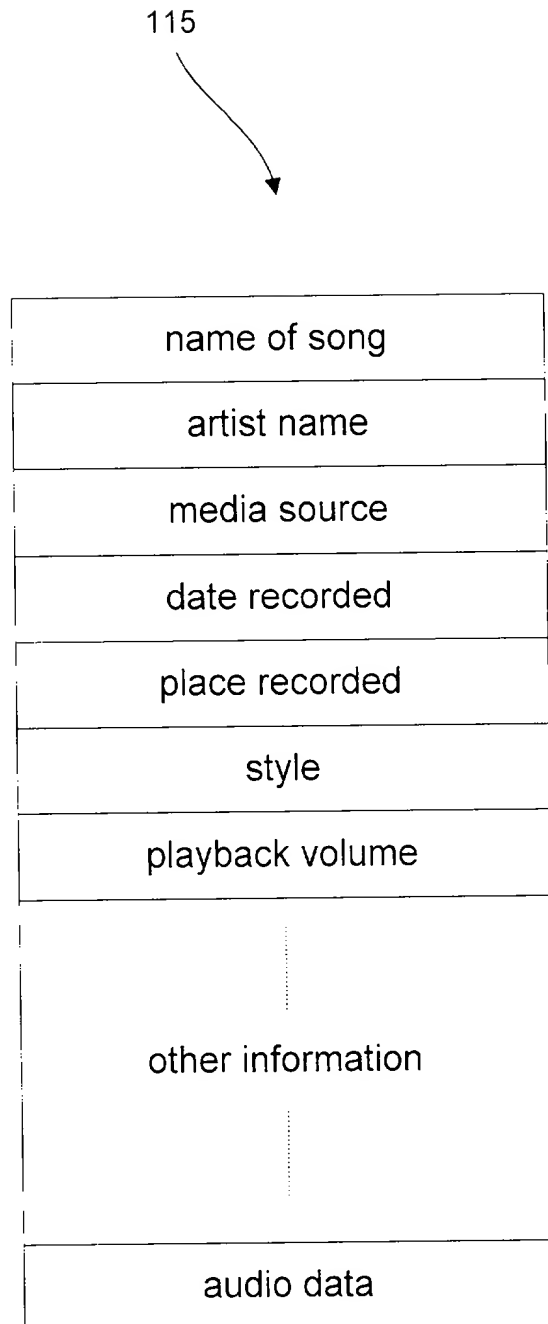 115
name of song
artist name
media source
date recorded
place recorded
style
playback volume
other information
audio data